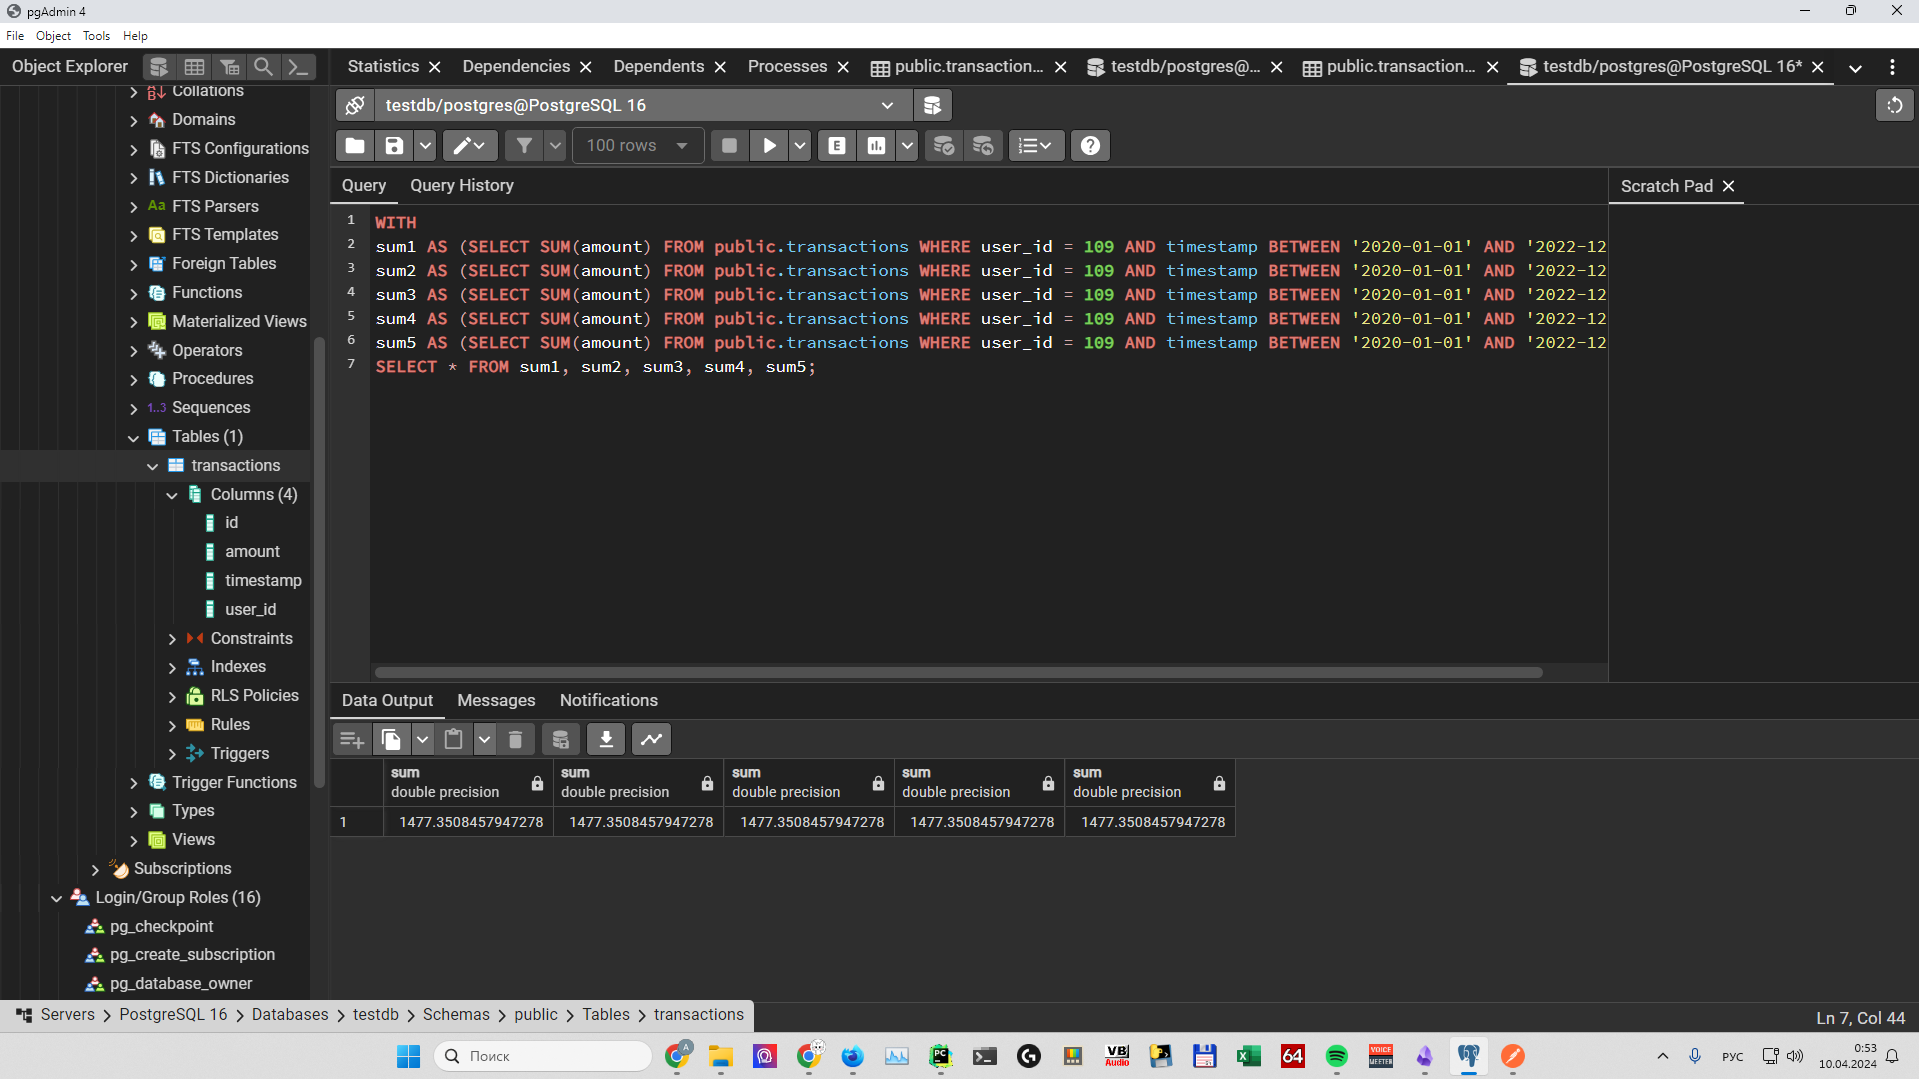 pgAdmin 4
File Object Tools Help
Object Explorer
Statistics Dependencies Dependents Processes public.transaction... testdb/postgres@... public.transaction... testdb/postgres@PostgreSQL 16*
Collations
Domains
FTS Configurations
FTS Dictionaries
Aa FTS Parsers
FTS Templates
Foreign Tables
Functions
Materialized Views
Operators
Procedures
1..3 Sequences
Tables (1)
transactions
Columns (4)
id
amount
timestamp
user_id
Constraints
Indexes
RLS Policies
Rules
Triggers
Trigger Functions
Types
Views
Subscriptions
Login/Group Roles (16)
pg_checkpoint
pg_create_subscription
pg_database_owner
testdb/postgres@PostgreSQL 16
100 rows E
Query Query History
Scratch Pad
1 WITH
2 sum1 AS (SELECT SUM(amount) FROM public.transactions WHERE user_id = 109 AND timestamp BETWEEN '2020-01-01' AND '2022-12
3 sum2 AS (SELECT SUM(amount) FROM public.transactions WHERE user_id = 109 AND timestamp BETWEEN '2020-01-01' AND '2022-12
4 sum3 AS (SELECT SUM(amount) FROM public.transactions WHERE user_id = 109 AND timestamp BETWEEN '2020-01-01' AND '2022-12
5 sum4 AS (SELECT SUM(amount) FROM public.transactions WHERE user_id = 109 AND timestamp BETWEEN '2020-01-01' AND '2022-12
6 sum5 AS (SELECT SUM(amount) FROM public.transactions WHERE user_id = 109 AND timestamp BETWEEN '2020-01-01' AND '2022-12
7 SELECT * FROM sum1, sum2, sum3, sum4, sum5;
Data Output Messages Notifications
sum sum sum sum sum
double precision double precision double precision double precision double precision
1 1477.3508457947278 1477.3508457947278 1477.3508457947278 1477.3508457947278 1477.3508457947278
Servers > PostgreSQL 16 > Databases > testdb > Schemas > public > Tables > transactions
Ln 7, Col 44
Поиск
A
PC
VB Audio
64
VOICE MEETER
РУС
0:53
10.04.2024